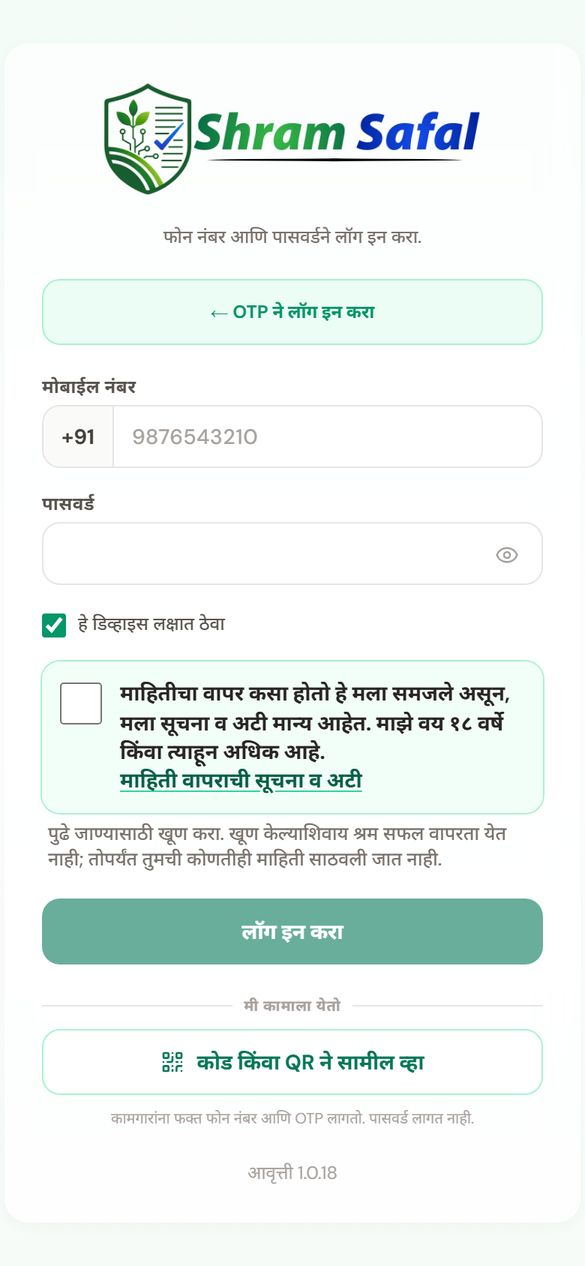 Shram Safal
फोन नंबर आणि पासवर्डने लॉग इन करा.
← OTP ने लॉग इन करा
मोबाईल नंबर
+91 9876543210
पासवर्ड
हे डिव्हाइस लक्षात ठेवा
माहितीचा वापर कसा होतो हे मला समजले असून,
मला सूचना व अटी मान्य आहेत. माझे वय १८ वर्षे
किंवा त्याहून अधिक आहे.
माहिती वापराची सूचना व अटी
पुढे जाण्यासाठी खूण करा. खूण केल्याशिवाय श्रम सफल वापरता येत
नाही; तोपर्यंत तुमची कोणतीही माहिती साठवली जात नाही.
लॉग इन करा
मी कामाला येतो
कोड किंवा QR ने सामील व्हा
कामगारांना फक्त फोन नंबर आणि OTP लागतो. पासवर्ड लागत नाही.
आवृत्ती 1.0.18